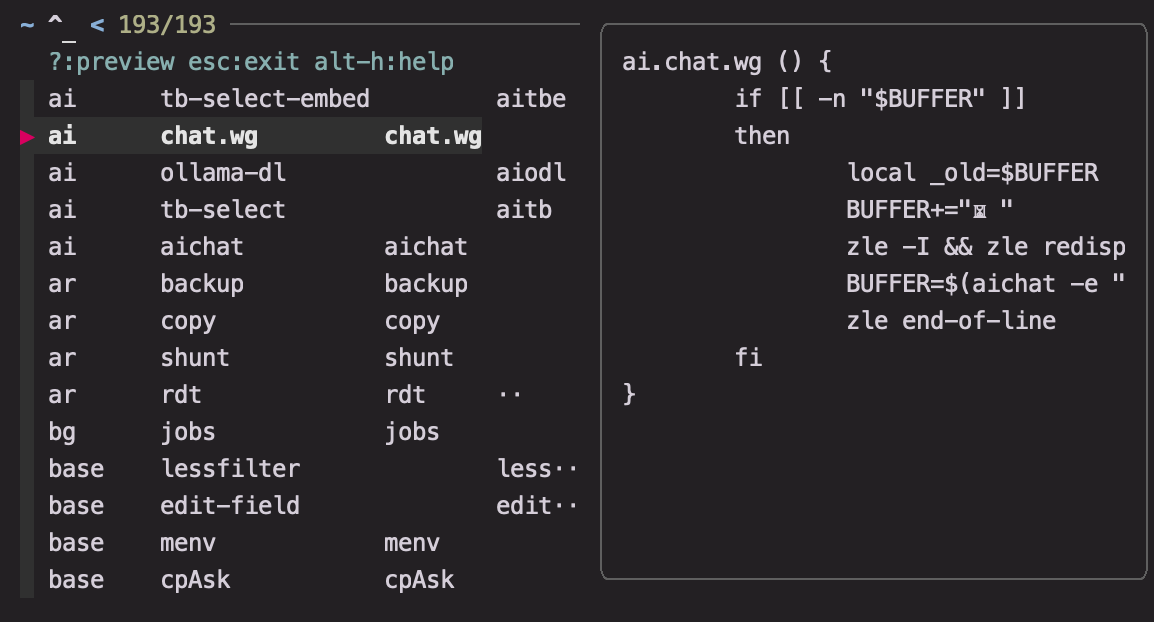 ~ ^_ < 193/193
?:preview esc:exit alt-h:help
ai tb-select-embed aitbe
ai chat.wg chat.wg
ai ollama-dl aiodl
ai tb-select aitb
ai aichat aichat
ar backup backup
ar copy copy
ar shunt shunt
ar rdt rdt ··
bg jobs jobs
base lessfilter less··
base edit-field edit··
base menv menv
base cpAsk cpAsk
ai.chat.wg () {
if [[ -n "$BUFFER" ]]
then
local _old=$BUFFER
BUFFER+=" "
zle -I && zle redisp
BUFFER=$(aichat -e "
zle end-of-line
fi
}